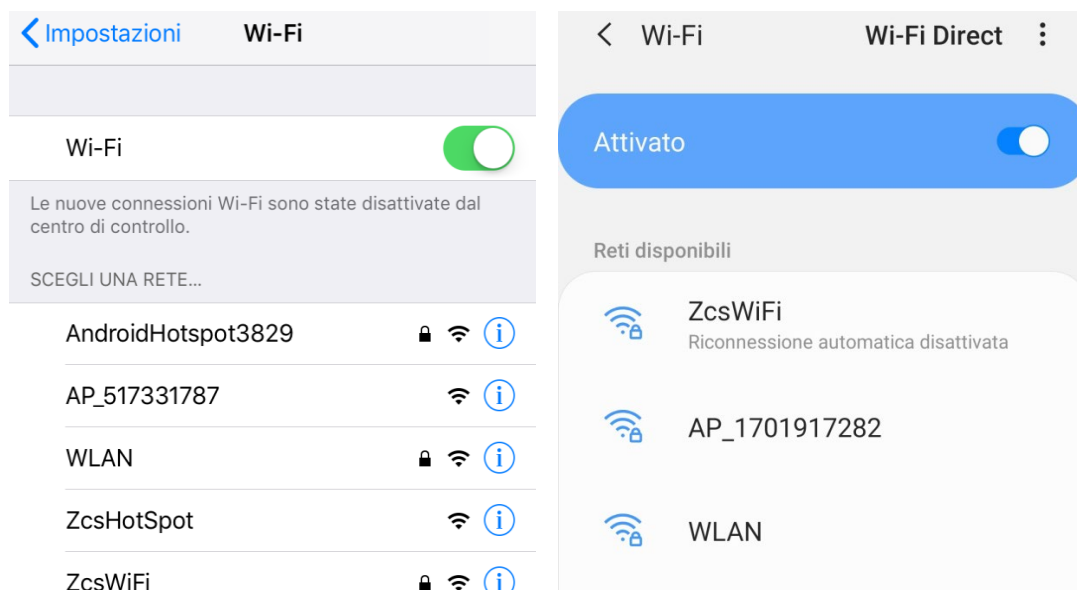 Impostazioni
Wi-Fi
Wi-Fi
Le nuove connessioni Wi-Fi sono state disattivate dal
centro di controllo.
SCEGLI UNA RETE...
AndroidHotspot3829
AP_517331787
WLAN
ZcsHotSpot
ZcsWiFi
Wi-Fi
Wi-Fi Direct
Attivato
Reti disponibili
ZcsWiFi
Riconnessione automatica disattivata
AP_1701917282
WLAN